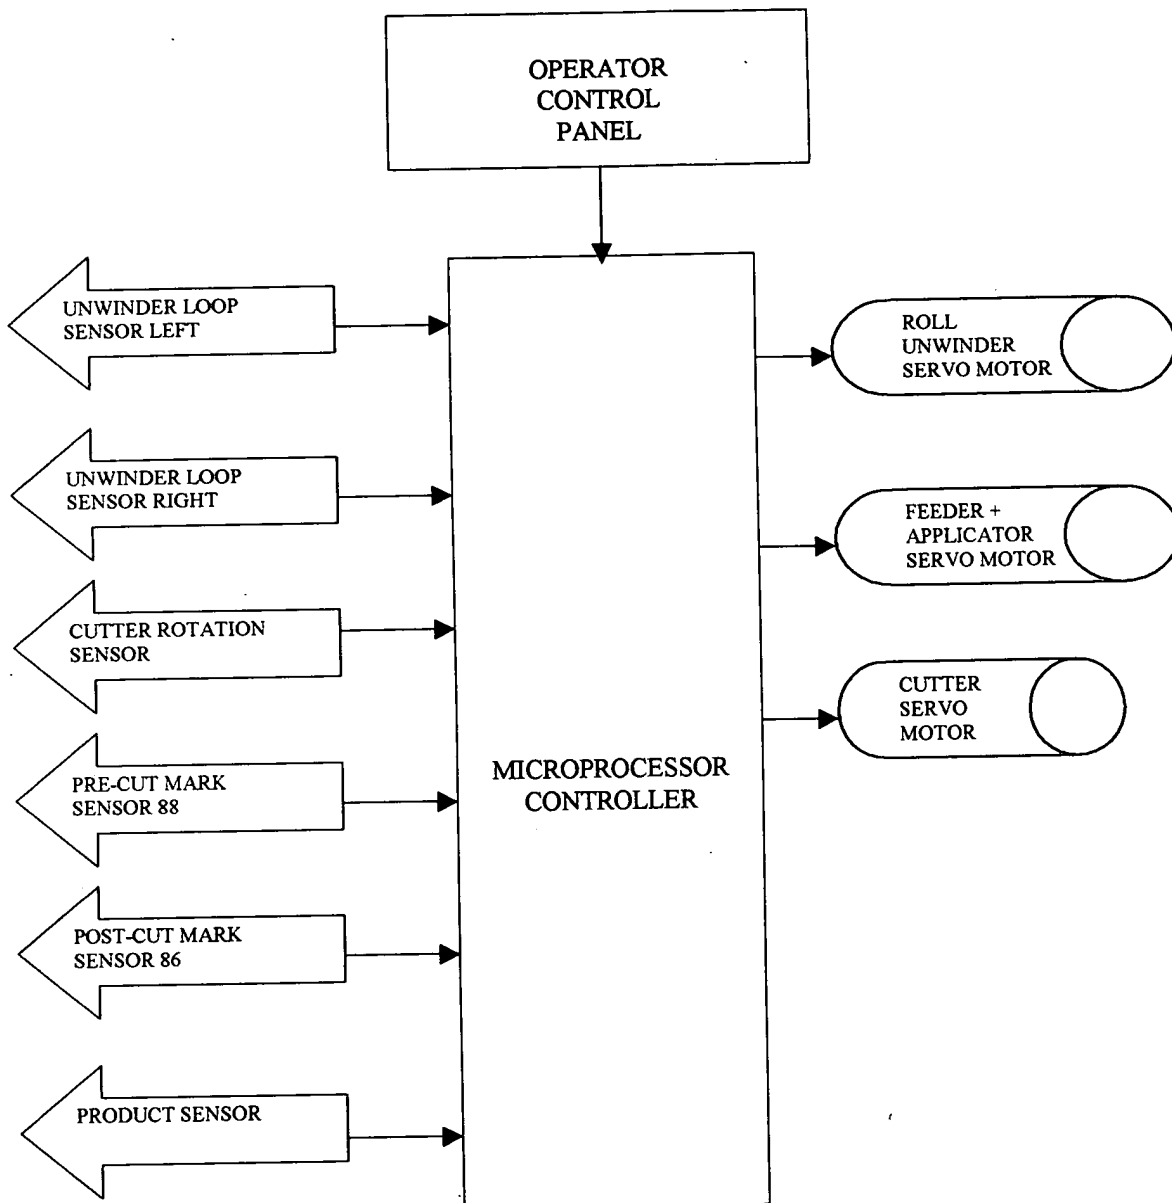 OPERATOR
CONTROL
PANEL
UNWINDER LOOP
SENSOR LEFT
UNWINDER LOOP
SENSOR RIGHT
CUTTER ROTATION
SENSOR
PRE-CUT MARK
SENSOR 88
POST-CUT MARK
SENSOR 86
PRODUCT SENSOR
MICROPROCESSOR
CONTROLLER
ROLL
UNWINDER
SERVO MOTOR
FEEDER +
APPLICATOR
SERVO MOTOR
CUTTER
SERVO
MOTOR